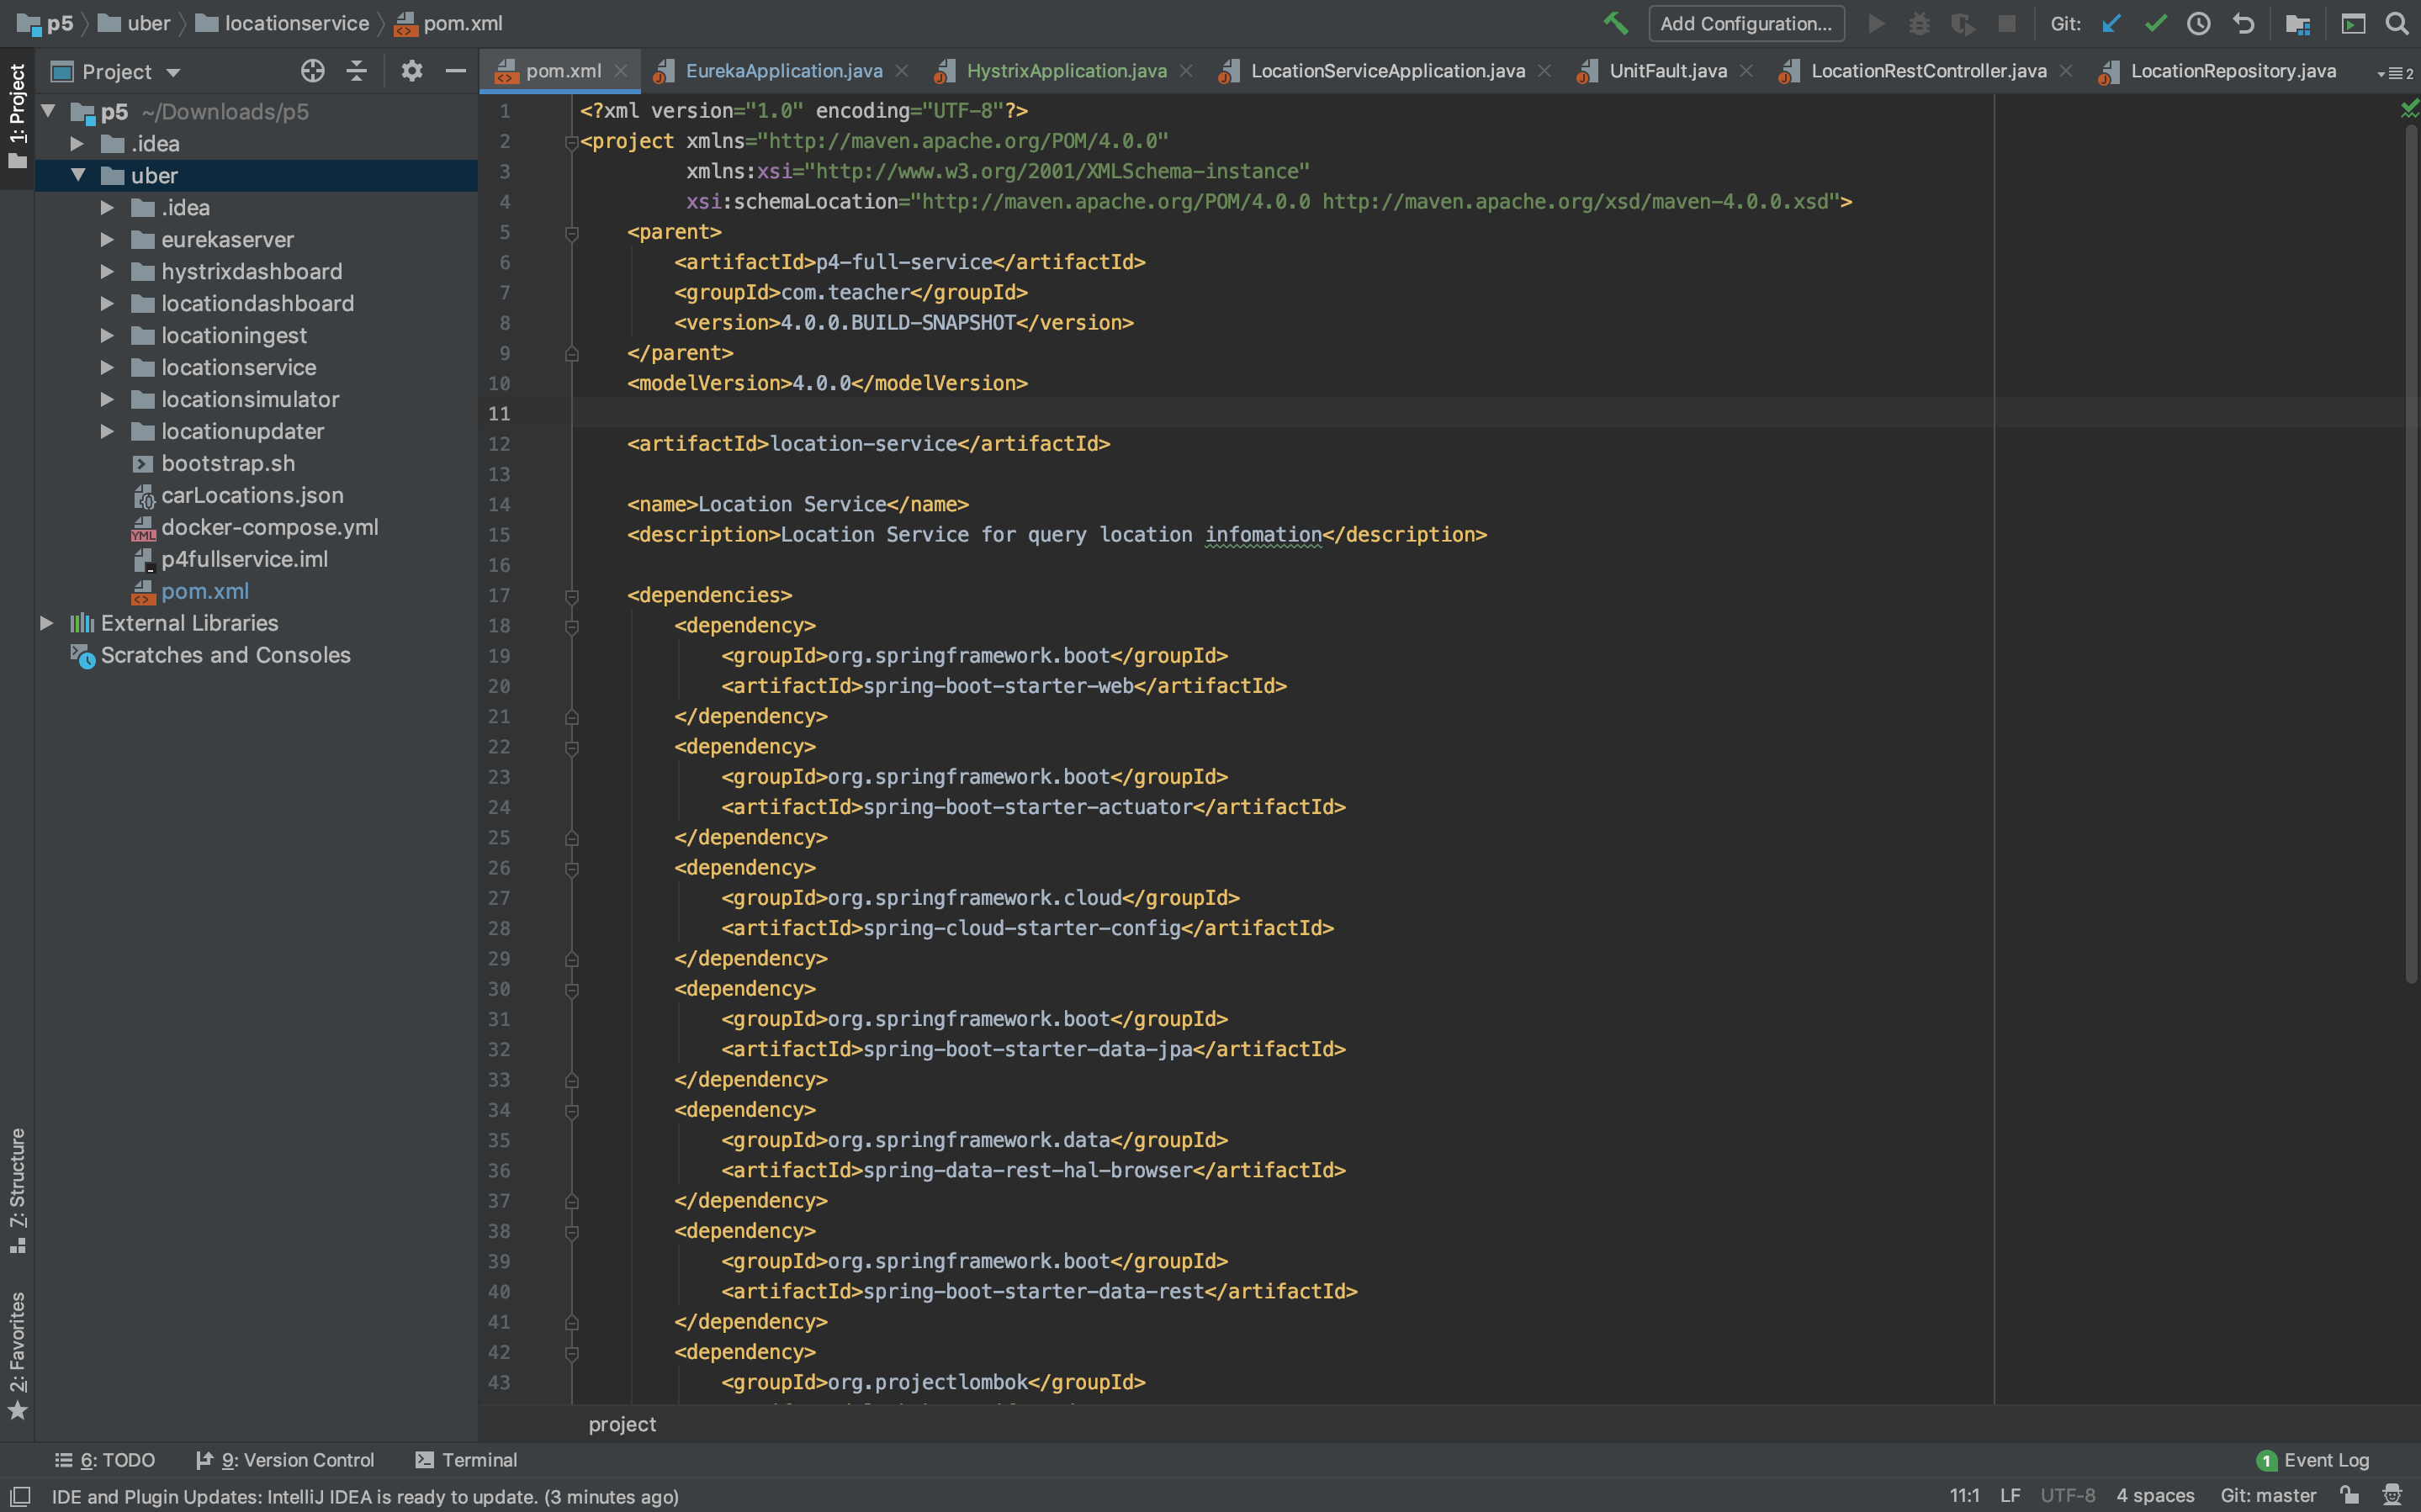 p5 uber locationservice pom.xml
Add Configuration... Git:
Project
pom.xml EurekaApplication.java HystrixApplication.java LocationServiceApplication.java UnitFault.java LocationRestController.java LocationRepository.java 2
1: Project
7: Structure
2: Favorites
p5 ~/Downloads/p5
.idea
uber
.idea
eurekaserver
hystrixdashboard
locationdashboard
locationingest
locationservice
locationsimulator
locationupdater
bootstrap.sh
carLocations.json
docker-compose.yml
p4fullservice.iml
pom.xml
External Libraries
Scratches and Consoles
1 <?xml version="1.0" encoding="UTF-8"?>
2 <project xmlns="http://maven.apache.org/POM/4.0.0"
3 xmlns:xsi="http://www.w3.org/2001/XMLSchema-instance"
4 xsi:schemaLocation="http://maven.apache.org/POM/4.0.0 http://maven.apache.org/xsd/maven-4.0.0.xsd">
5 <parent>
6 <artifactId>p4-full-service</artifactId>
7 <groupId>com.teacher</groupId>
8 <version>4.0.0.BUILD-SNAPSHOT</version>
9 </parent>
10 <modelVersion>4.0.0</modelVersion>
11
12 <artifactId>location-service</artifactId>
13
14 <name>Location Service</name>
15 <description>Location Service for query location infomation</description>
16
17 <dependencies>
18 <dependency>
19 <groupId>org.springframework.boot</groupId>
20 <artifactId>spring-boot-starter-web</artifactId>
21 </dependency>
22 <dependency>
23 <groupId>org.springframework.boot</groupId>
24 <artifactId>spring-boot-starter-actuator</artifactId>
25 </dependency>
26 <dependency>
27 <groupId>org.springframework.cloud</groupId>
28 <artifactId>spring-cloud-starter-config</artifactId>
29 </dependency>
30 <dependency>
31 <groupId>org.springframework.boot</groupId>
32 <artifactId>spring-boot-starter-data-jpa</artifactId>
33 </dependency>
34 <dependency>
35 <groupId>org.springframework.data</groupId>
36 <artifactId>spring-data-rest-hal-browser</artifactId>
37 </dependency>
38 <dependency>
39 <groupId>org.springframework.boot</groupId>
40 <artifactId>spring-boot-starter-data-rest</artifactId>
41 </dependency>
42 <dependency>
43 <groupId>org.projectlombok</groupId>
project
6: TODO 9: Version Control Terminal 1 Event Log
IDE and Plugin Updates: IntelliJ IDEA is ready to update. (3 minutes ago) 11:1 LF UTF-8 4 spaces Git: master